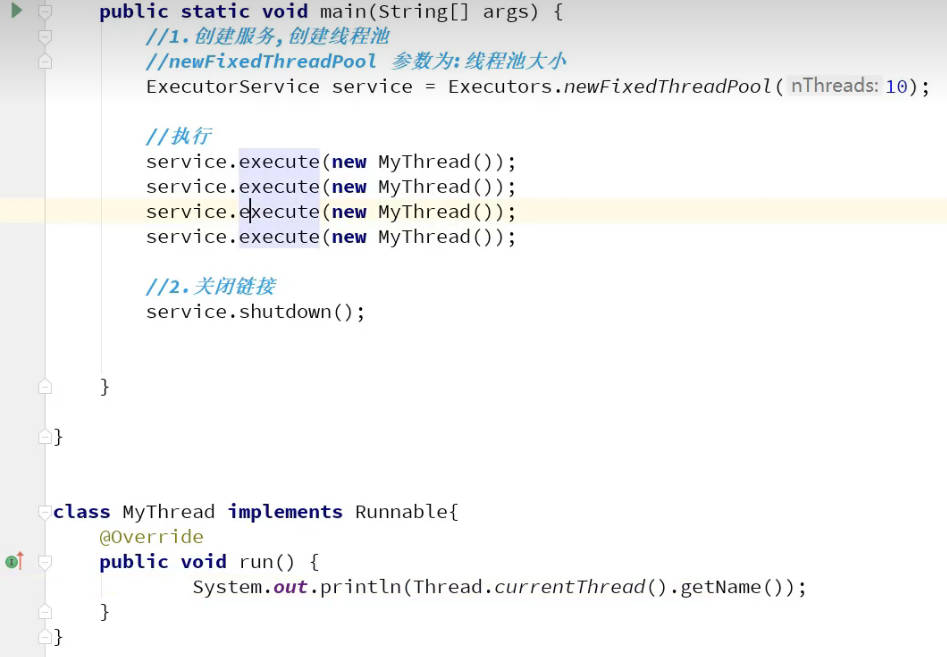 public static void main(String[] args) {
//1.创建服务,创建线程池
//newFixedThreadPool 参数为:线程池大小
ExecutorService service = Executors.newFixedThreadPool( nThreads: 10);
//执行
service.execute(new MyThread());
service.execute(new MyThread());
service.execute(new MyThread());
service.execute(new MyThread());
//2.关闭链接
service.shutdown();
}
}
class MyThread implements Runnable{
@Override
public void run() {
System.out.println(Thread.currentThread().getName());
}
}